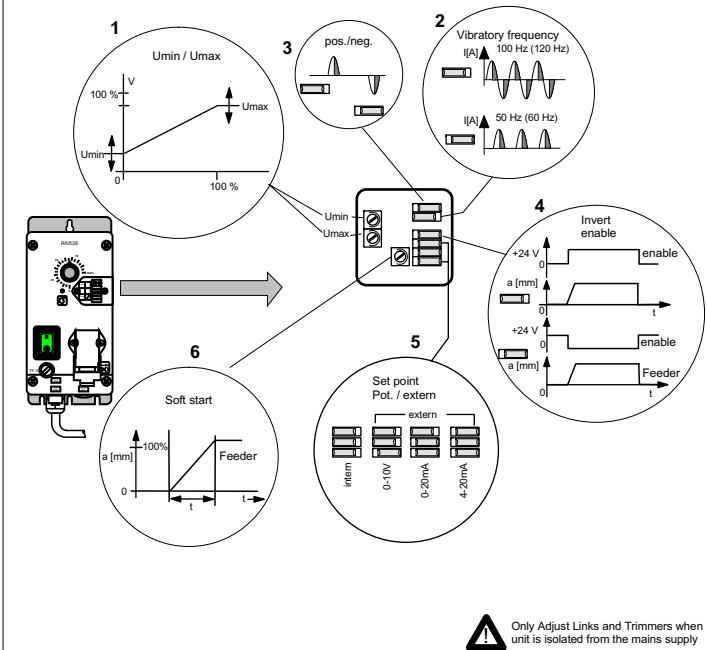 1
Umin / Umax
V
100 %
Umax
Umin
0
100 %
3
pos./neg.
2
Vibratory frequency
I[A]
100 Hz (120 Hz)
I[A]
50 Hz (60 Hz)
R6/539
Umin
Umax
4
Invert
enable
+24 V
0
enable
a [mm]
0
t
+24 V
0
enable
a [mm]
0
Feeder
t
5
Set point
Pot. / extern
extern
intern
0-10V
0-20mA
4-20mA
6
Soft start
100%
a [mm]
Feeder
0
t
t
Only Adjust Links and Trimmers when
unit is isolated from the mains supply